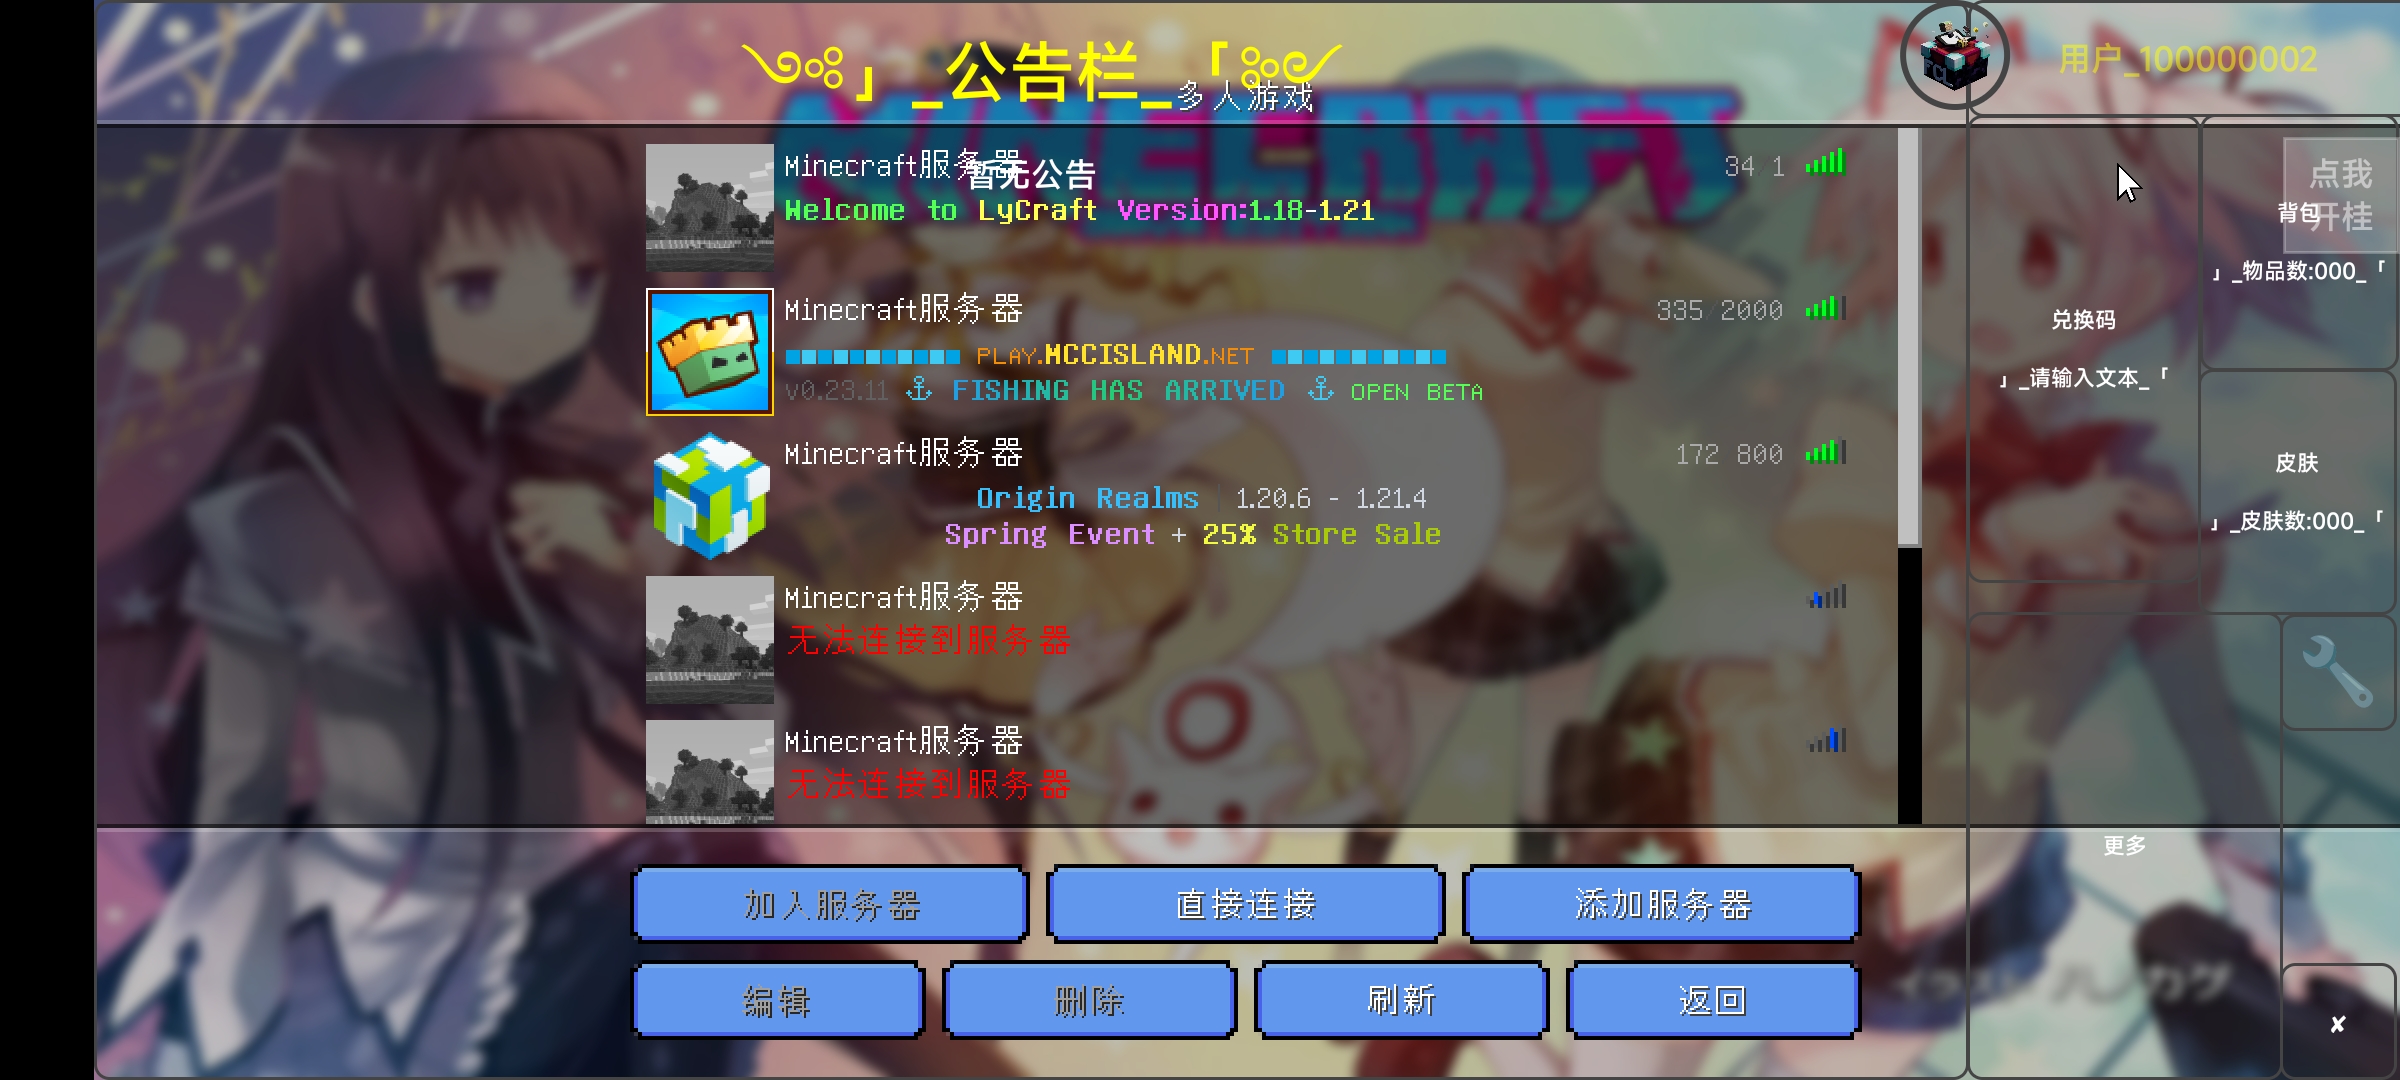 」_公告栏_「
多人游戏
用户_100000002
MINECRAFT
Minecraft服务器
暂无公告
34 1
Welcome to LyCraft Version:1.18-1.21
Minecraft服务器
335/2000
PLAY.MCCISLAND.NET
v0.23.11 ⚓ FISHING HAS ARRIVED ⚓ OPEN BETA
Minecraft服务器
172 800
Origin Realms | 1.20.6 - 1.21.4
Spring Event + 25% Store Sale
Minecraft服务器
无法连接到服务器
Minecraft服务器
无法连接到服务器
加入服务器
直接连接
添加服务器
编辑
删除
刷新
返回
兑换码
」_请输入文本_「
点我
开桂
背包
」_物品数:000_「
皮肤
」_皮肤数:000_「
更多
✘